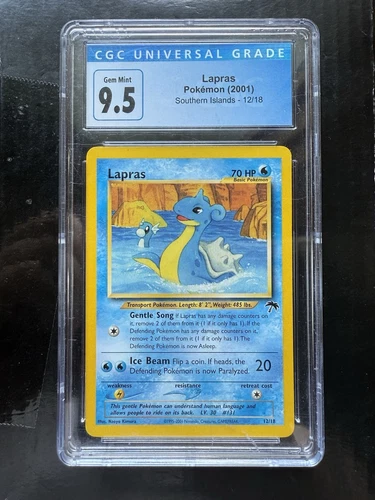 CGC UNIVERSAL GRADE
Gem Mint
9.5
Lapras
Pokémon (2001)
Southern Islands - 12/18
Lapras
70 HP
Basic Pokémon
Transport Pokémon. Length: 8' 2", Weight: 485 lbs.
Gentle Song If Lapras has any damage counters on
it, remove 2 of them from it (1 if it only has 1). If the
Defending Pokémon has any damage counters on it,
remove 2 of them from it (1 if it only has 1). The
Defending Pokémon is now Asleep.
Ice Beam Flip a coin. If heads, the
Defending Pokémon is now Paralyzed.
20
weakness
resistance
retreat cost
This gentle Pokémon can understand human language and
allows people to ride on its back. LV. 30 #131
12/18